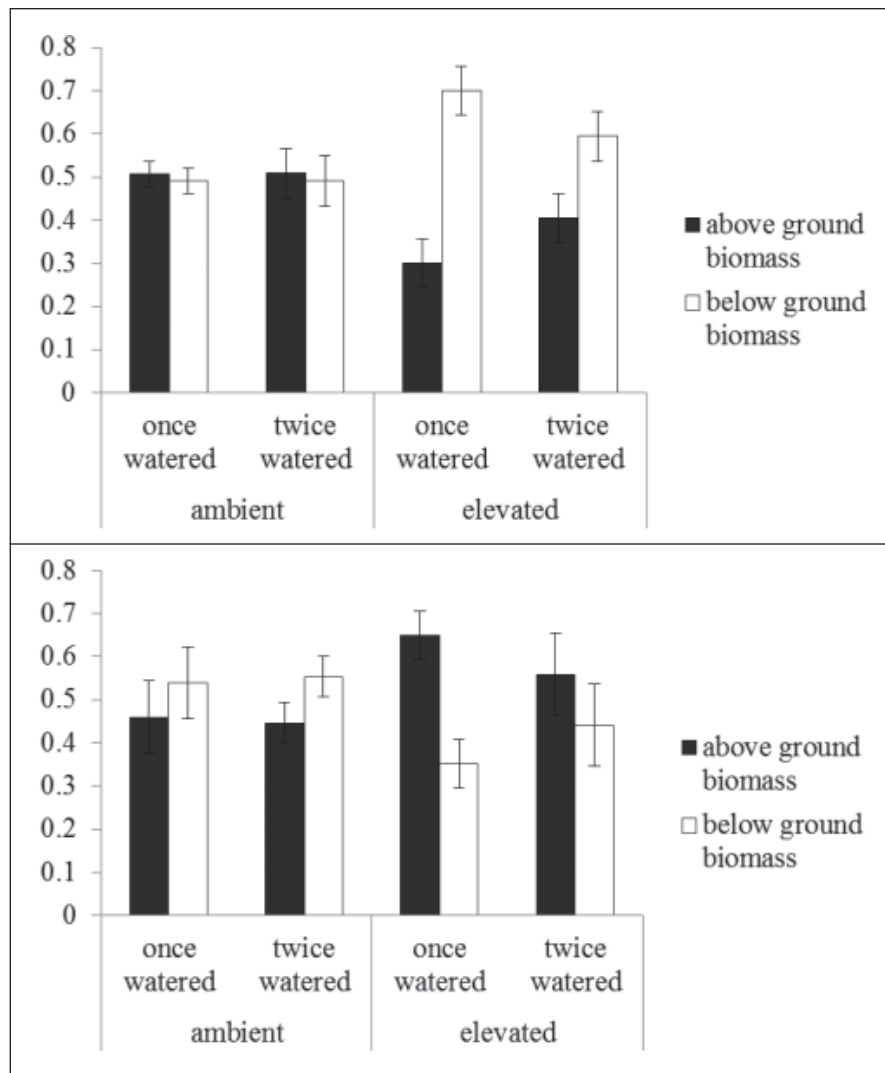 0.8
0.7
0.6
0.5
0.4
0.3
0.2
0.1
0
once watered
twice watered
once watered
twice watered
ambient
elevated
above ground biomass
below ground biomass
0.8
0.7
0.6
0.5
0.4
0.3
0.2
0.1
0
once watered
twice watered
once watered
twice watered
ambient
elevated
above ground biomass
below ground biomass